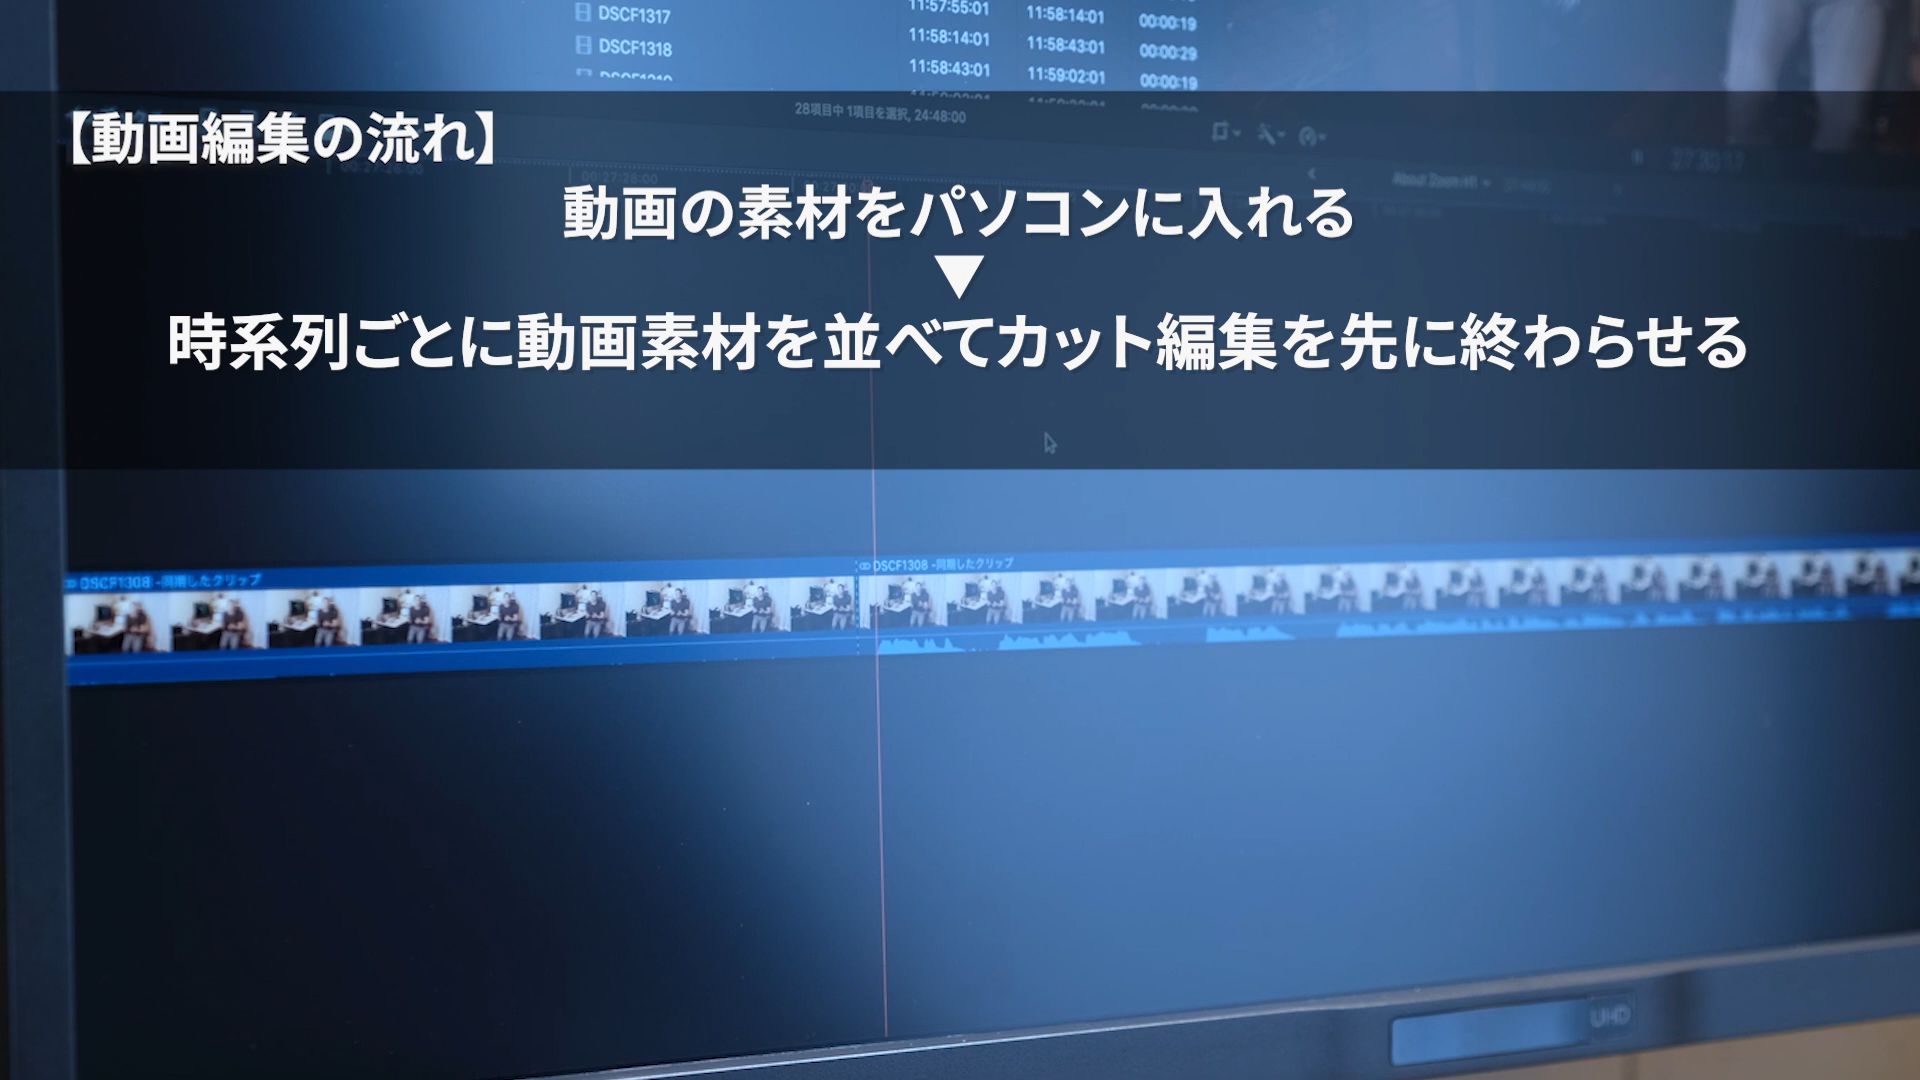 DSCF1317 11:57:55:01 11:58:14:01 00:00:19
DSCF1318 11:58:14:01 11:58:43:01 00:00:29
11:58:43:01 11:59:02:01 00:00:19
28項目中 1項目を選択, 24:48:00
【動画編集の流れ】
00:27:28:00
動画の素材をパソコンに入れる
▼
時系列ごとに動画素材を並べてカット編集を先に終わらせる
DSCF1308 -同期したクリップ
DSCF1308 -同期したクリップ
UHD